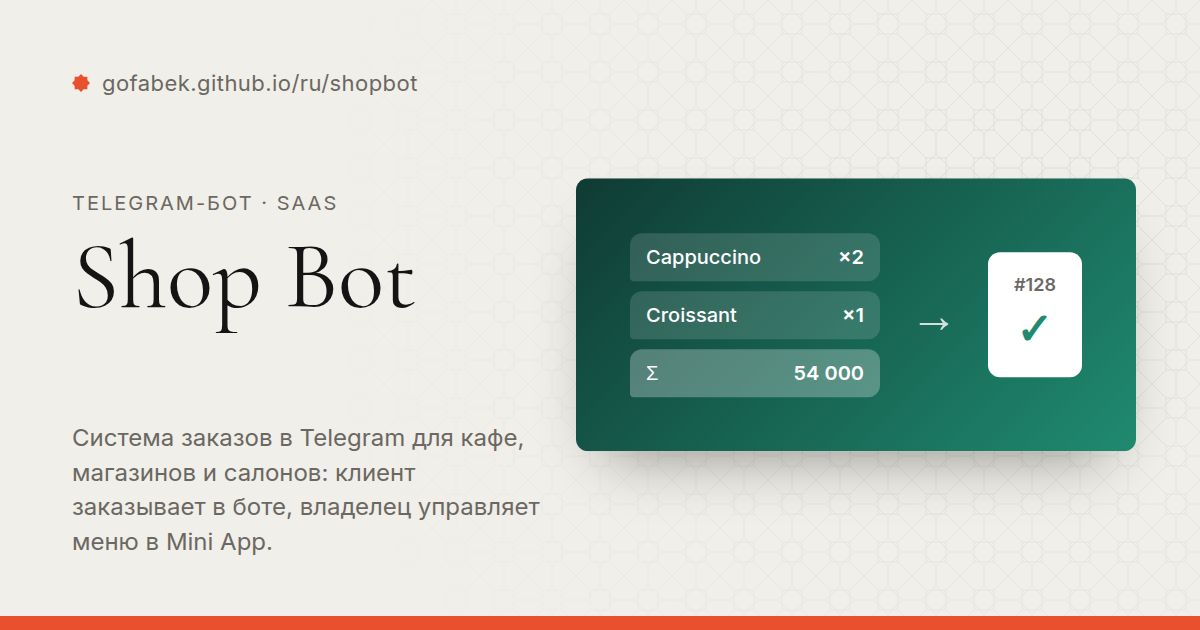 gofabek.github.io/ru/shopbot
TELEGRAM-БОТ · SAAS
Shop Bot
Система заказов в Telegram для кафе,
магазинов и салонов: клиент
заказывает в боте, владелец управляет
меню в Mini App.
Cappuccino ×2
Croissant ×1
Σ 54 000
→
#128
✓